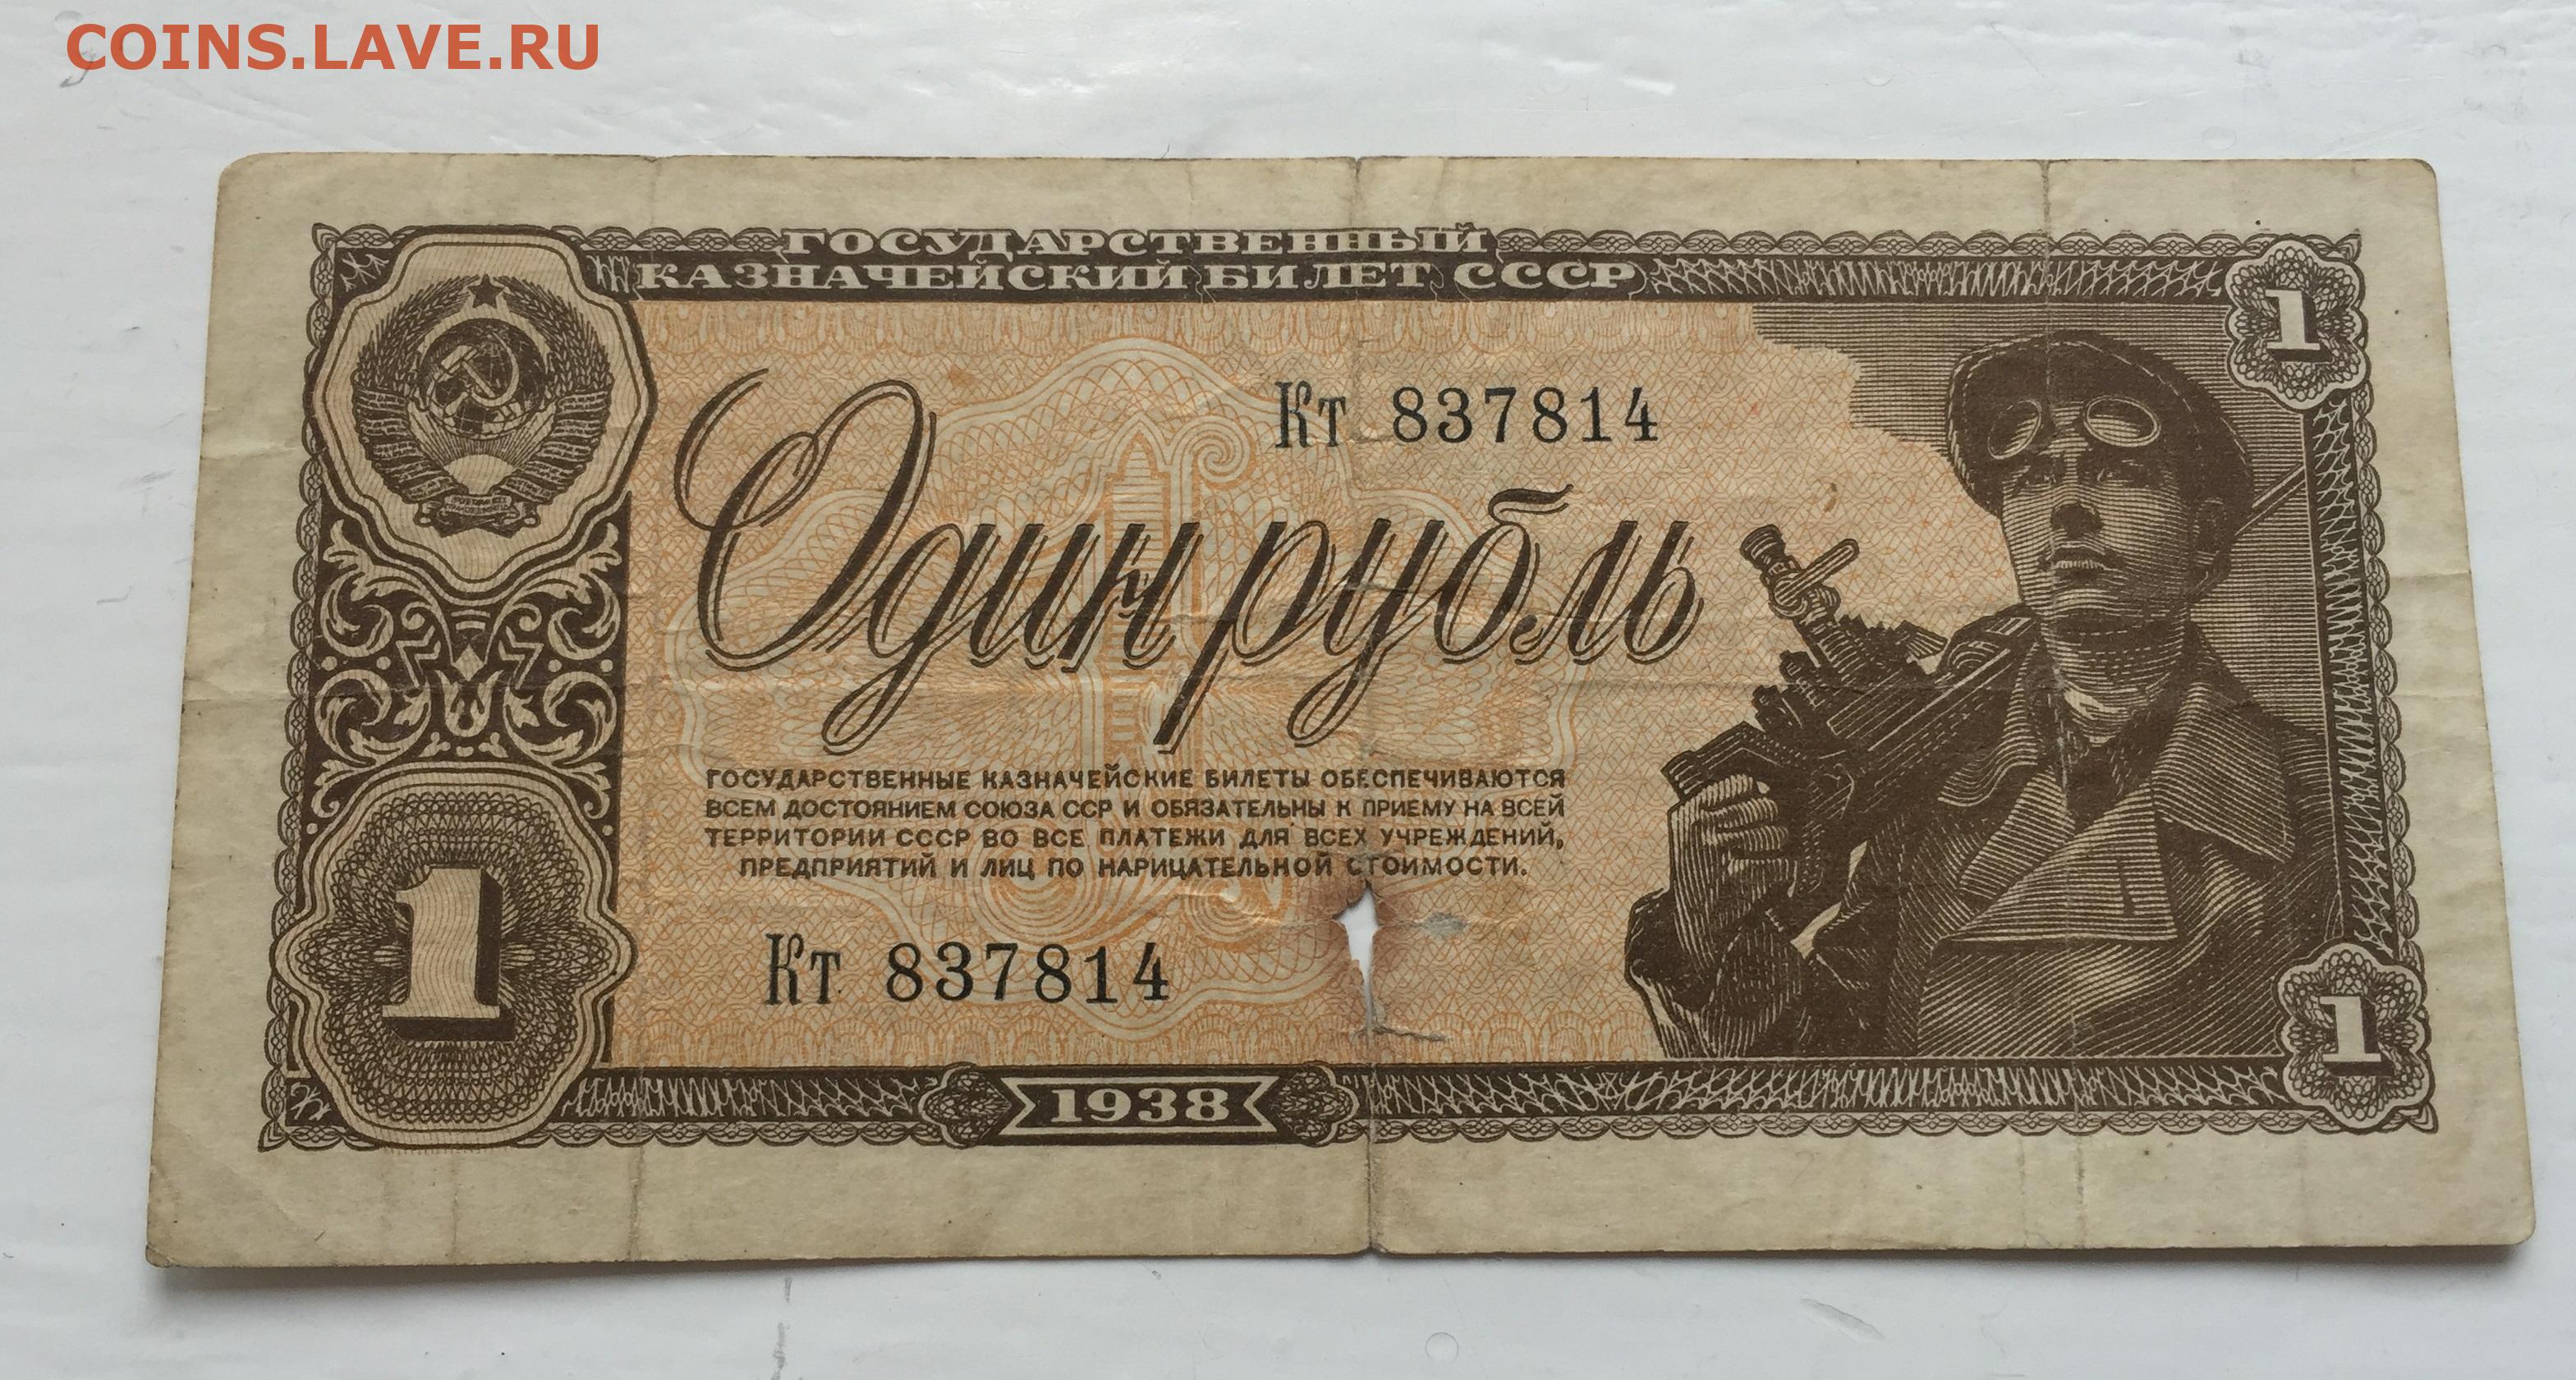 COINS.LAVE.RU
ГОСУДАРСТВЕННЫЙ
КАЗНАЧЕЙСКИЙ БИЛЕТ СССР
1
Кт 837814
Один рубль
ГОСУДАРСТВЕННЫЕ КАЗНАЧЕЙСКИЕ БИЛЕТЫ ОБЕСПЕЧИВАЮТСЯ
ВСЕМ ДОСТОЯНИЕМ СОЮЗА ССР И ОБЯЗАТЕЛЬНЫ К ПРИЕМУ НА ВСЕЙ
ТЕРРИТОРИИ СССР ВО ВСЕ ПЛАТЕЖИ ДЛЯ ВСЕХ УЧРЕЖДЕНИЙ,
ПРЕДПРИЯТИЙ И ЛИЦ ПО НАРИЦАТЕЛЬНОЙ СТОИМОСТИ.
1
Кт 837814
1
1938